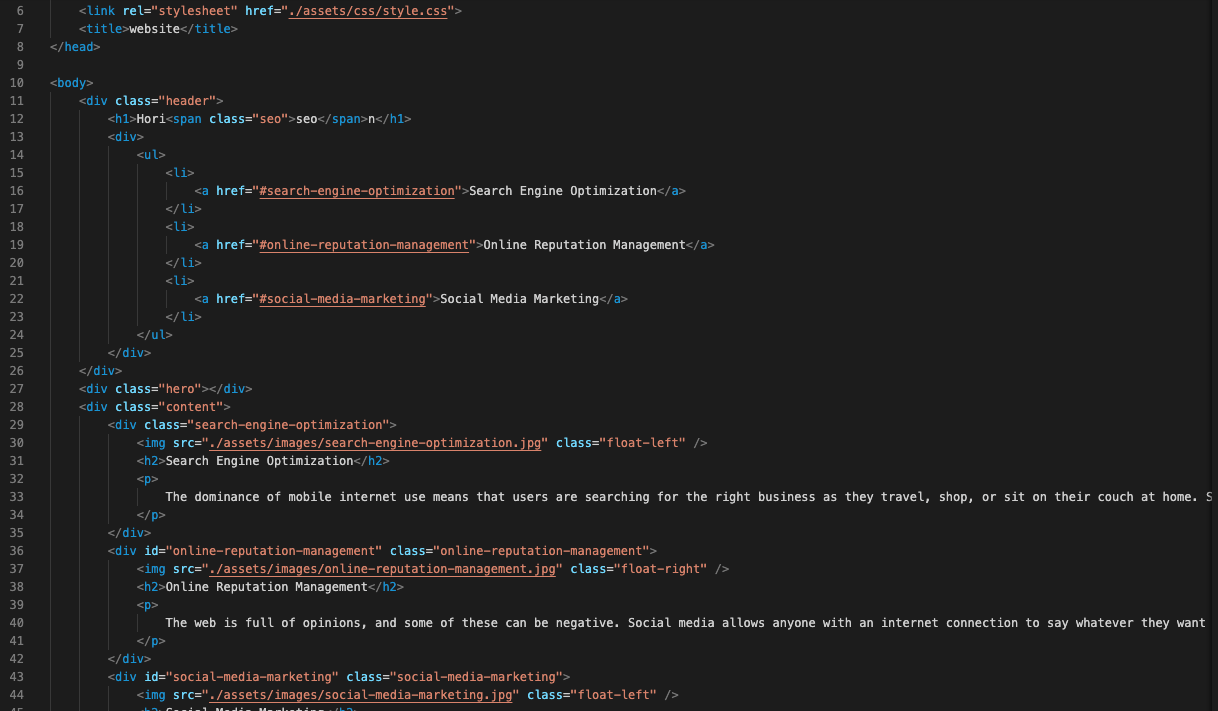 6 <link rel="stylesheet" href="./assets/css/style.css">
7 <title>website</title>
8 </head>
9
10 <body>
11 <div class="header">
12 <h1>Hori<span class="seo">seo</span>n</h1>
13 <div>
14 <ul>
15 <li>
16 <a href="#search-engine-optimization">Search Engine Optimization</a>
17 </li>
18 <li>
19 <a href="#online-reputation-management">Online Reputation Management</a>
20 </li>
21 <li>
22 <a href="#social-media-marketing">Social Media Marketing</a>
23 </li>
24 </ul>
25 </div>
26 </div>
27 <div class="hero"></div>
28 <div class="content">
29 <div class="search-engine-optimization">
30 <img src="./assets/images/search-engine-optimization.jpg" class="float-left" />
31 <h2>Search Engine Optimization</h2>
32 <p>
33 The dominance of mobile internet use means that users are searching for the right business as they travel, shop, or sit on their couch at home. S
34 </p>
35 </div>
36 <div id="online-reputation-management" class="online-reputation-management">
37 <img src="./assets/images/online-reputation-management.jpg" class="float-right" />
38 <h2>Online Reputation Management</h2>
39 <p>
40 The web is full of opinions, and some of these can be negative. Social media allows anyone with an internet connection to say whatever they want
41 </p>
42 </div>
43 <div id="social-media-marketing" class="social-media-marketing">
44 <img src="./assets/images/social-media-marketing.jpg" class="float-left" />
45 <h2>Social Media Marketing</h2>